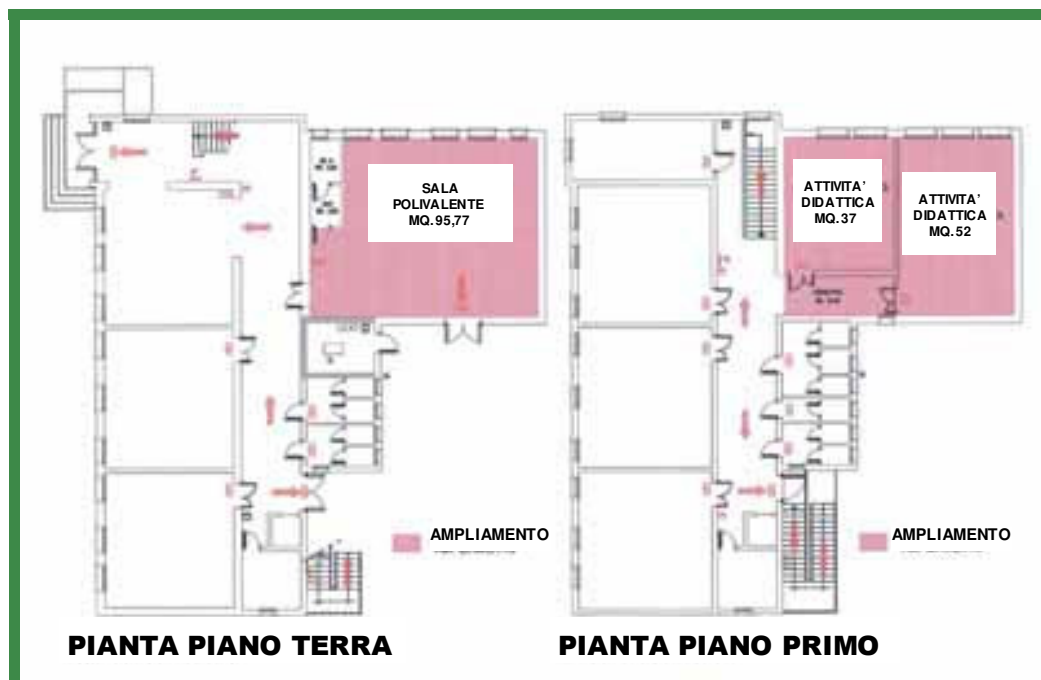 SALA
POLIVALENTE
MQ. 95,77
ATTIVITA'
DIDATTICA
MQ. 37
ATTIVITA'
DIDATTICA
MQ. 52
AMPLIAMENTO
AMPLIAMENTO
PIANTA PIANO TERRA
PIANTA PIANO PRIMO